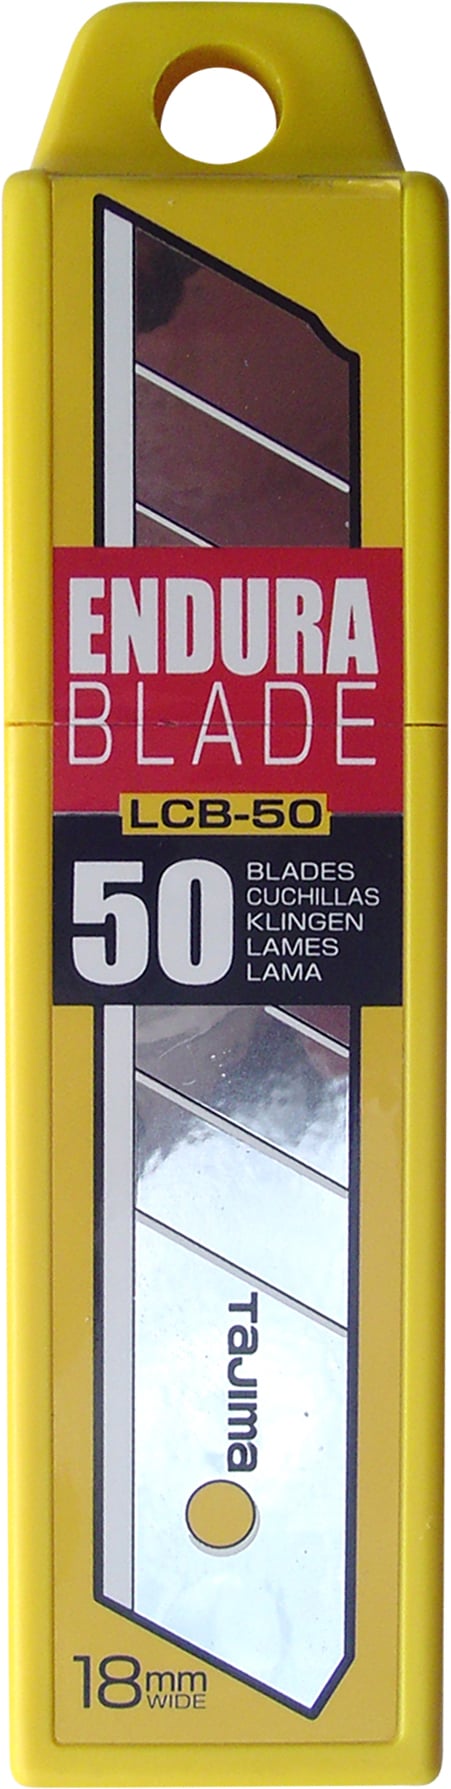 ENDURA
BLADE
LCB-50
50
BLADES
CUCHILLAS
KLINGEN
LAMES
LAMA
Tajima
18mm
WIDE